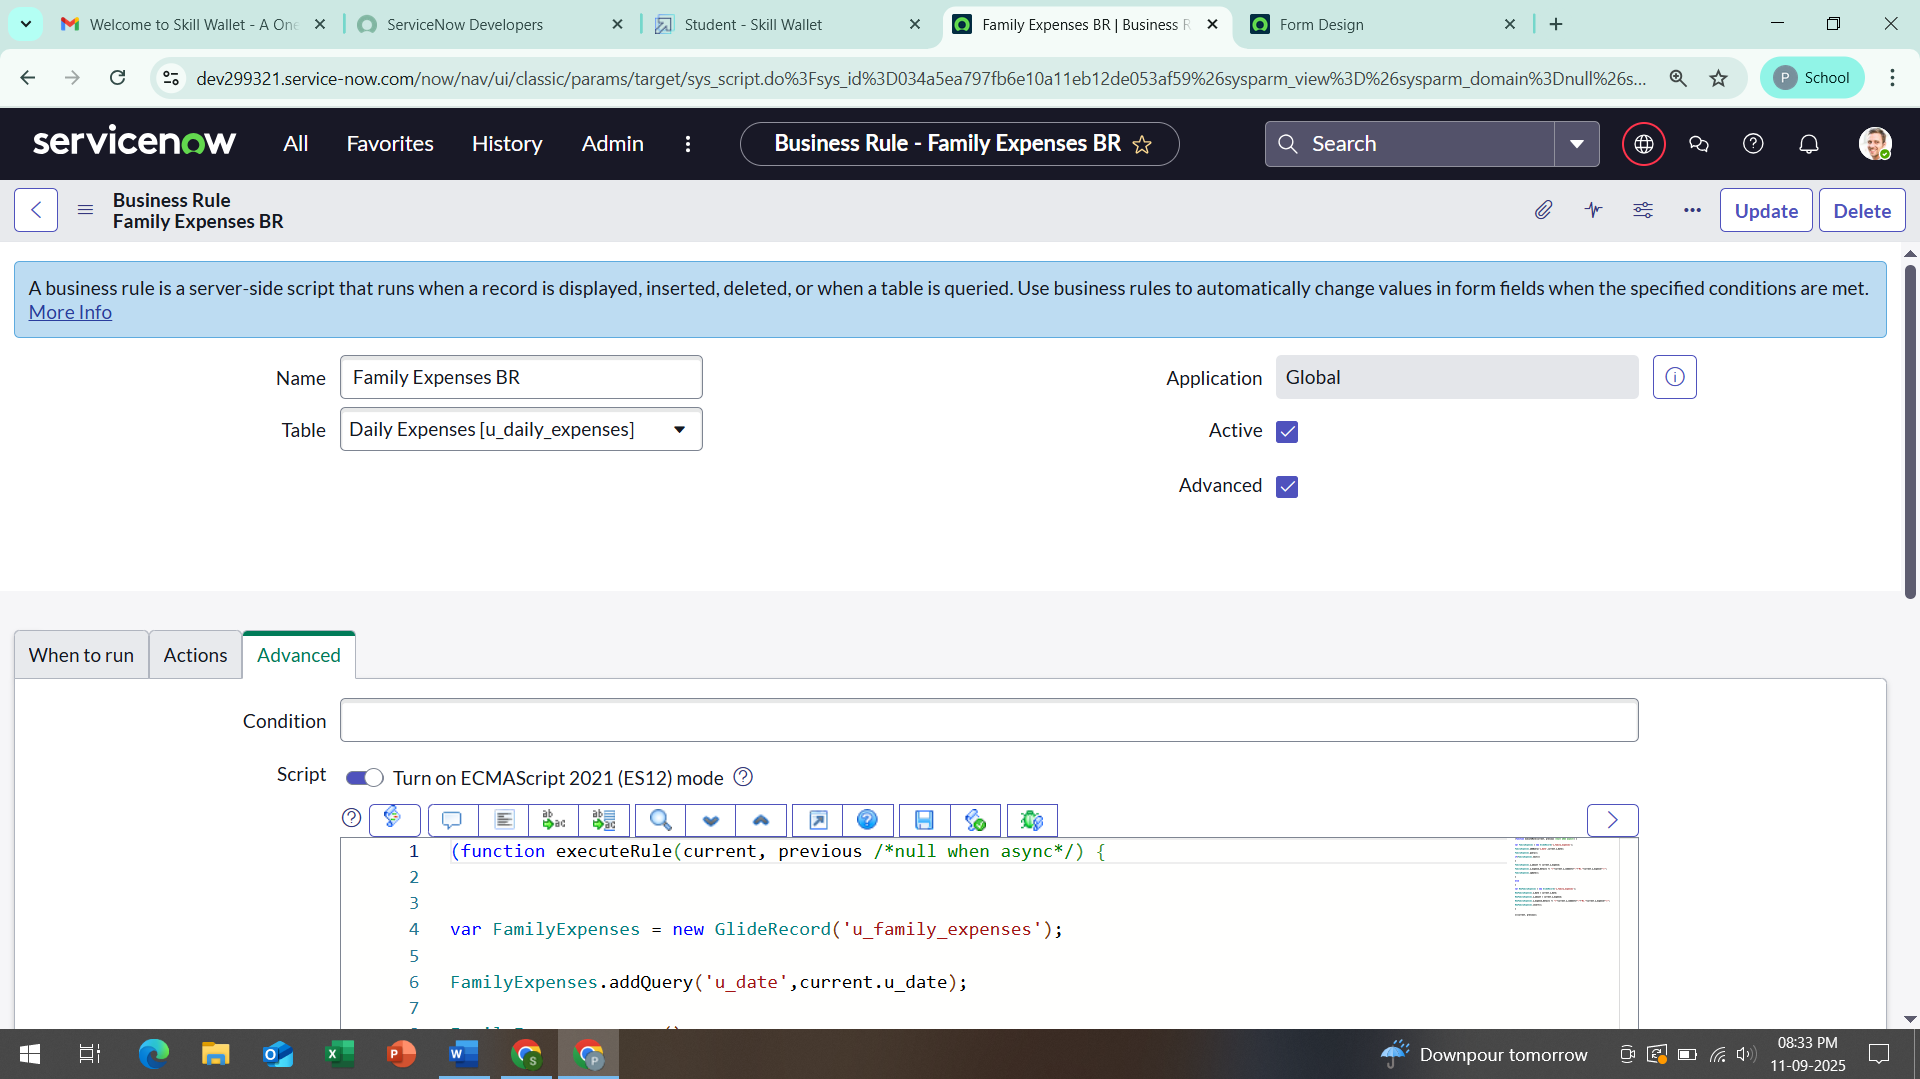 Welcome to Skill Wallet - A One
ServiceNow Developers
Student - Skill Wallet
Family Expenses BR | Business R
Form Design
dev299321.service-now.com/now/nav/ui/classic/params/target/sys_script.do%3Fsys_id%3D034a5ea797fb6e10a11eb12de053af59%26sysparm_view%3D%26sysparm_domain%3Dnull%26s...
P School
servicenow
All
Favorites
History
Admin
Business Rule - Family Expenses BR
Search
Business Rule
Family Expenses BR
Update
Delete
A business rule is a server-side script that runs when a record is displayed, inserted, deleted, or when a table is queried. Use business rules to automatically change values in form fields when the specified conditions are met.
More Info
Name
Family Expenses BR
Application
Global
Table
Daily Expenses [u_daily_expenses]
Active
Advanced
When to run
Actions
Advanced
Condition
Script
Turn on ECMAScript 2021 (ES12) mode
1 (function executeRule(current, previous /*null when async*/) {
2
3
4 var FamilyExpenses = new GlideRecord('u_family_expenses');
5
6 FamilyExpenses.addQuery('u_date',current.u_date);
7
Downpour tomorrow
08:33 PM
11-09-2025